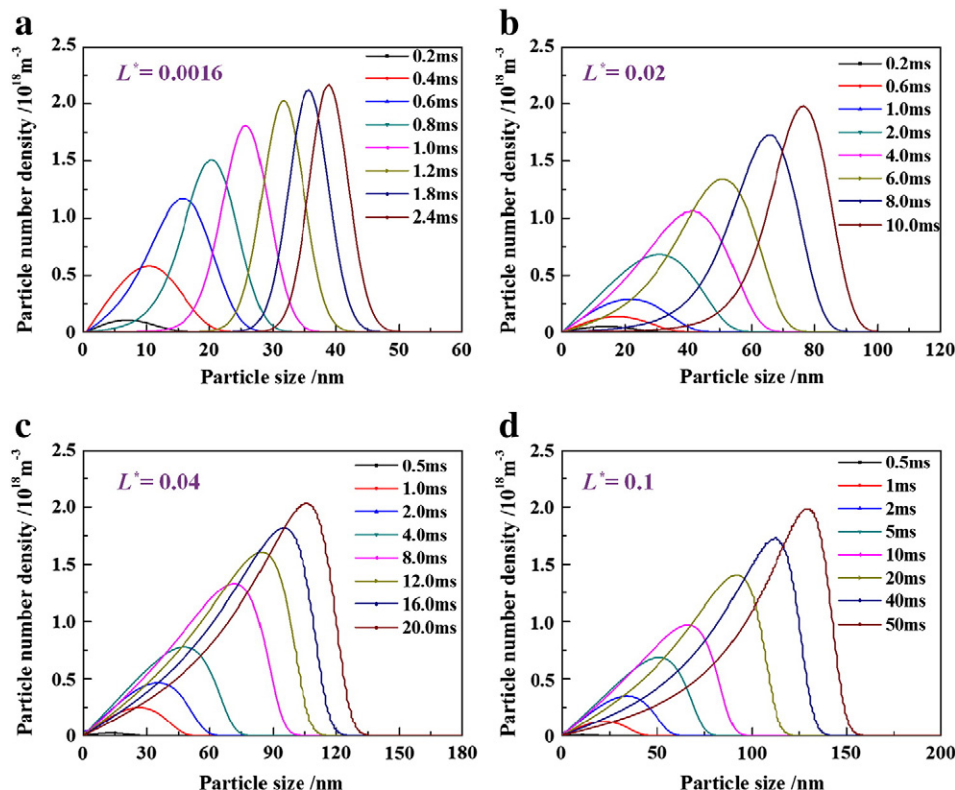 a
L*= 0.0016
0.2ms
0.4ms
0.6ms
0.8ms
1.0ms
1.2ms
1.8ms
2.4ms
2.5
2.0
1.5
1.0
0.5
0
0 10 20 30 40 50 60
Particle number density /10¹⁸m⁻³
Particle size /nm
b
L*= 0.02
0.2ms
0.6ms
1.0ms
2.0ms
4.0ms
6.0ms
8.0ms
10.0ms
2.5
2.0
1.5
1.0
0.5
0
0 20 40 60 80 100 120
Particle number density /10¹⁸m⁻³
Particle size /nm
c
L*= 0.04
0.5ms
1.0ms
2.0ms
4.0ms
8.0ms
12.0ms
16.0ms
20.0ms
2.5
2.0
1.5
1.0
0.5
0
0 30 60 90 120 150 180
Particle number density /10¹⁸m⁻³
Particle size /nm
d
L*= 0.1
0.5ms
1ms
2ms
5ms
10ms
20ms
40ms
50ms
2.5
2.0
1.5
1.0
0.5
0
0 50 100 150 200
Particle number density /10¹⁸m⁻³
Particle size /nm